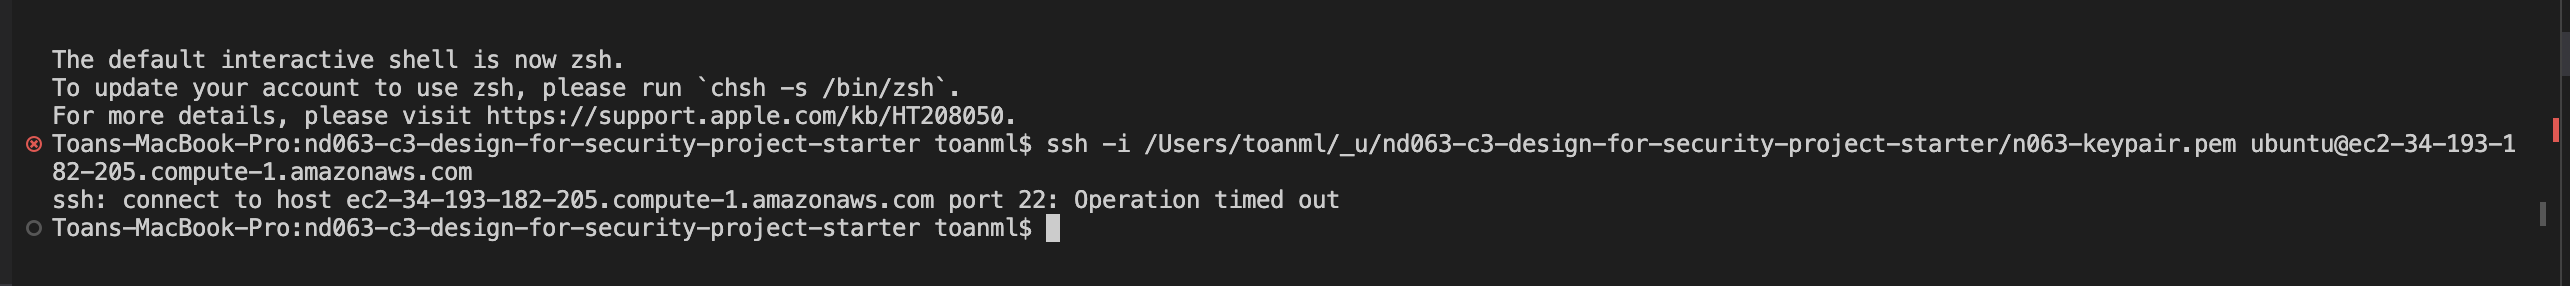 The default interactive shell is now zsh.
To update your account to use zsh, please run `chsh -s /bin/zsh`.
For more details, please visit https://support.apple.com/kb/HT208050.
Toans-MacBook-Pro:nd063-c3-design-for-security-project-starter toanml$ ssh -i /Users/toanml/_u/nd063-c3-design-for-security-project-starter/n063-keypair.pem ubuntu@ec2-34-193-1
82-205.compute-1.amazonaws.com
ssh: connect to host ec2-34-193-182-205.compute-1.amazonaws.com port 22: Operation timed out
Toans-MacBook-Pro:nd063-c3-design-for-security-project-starter toanml$